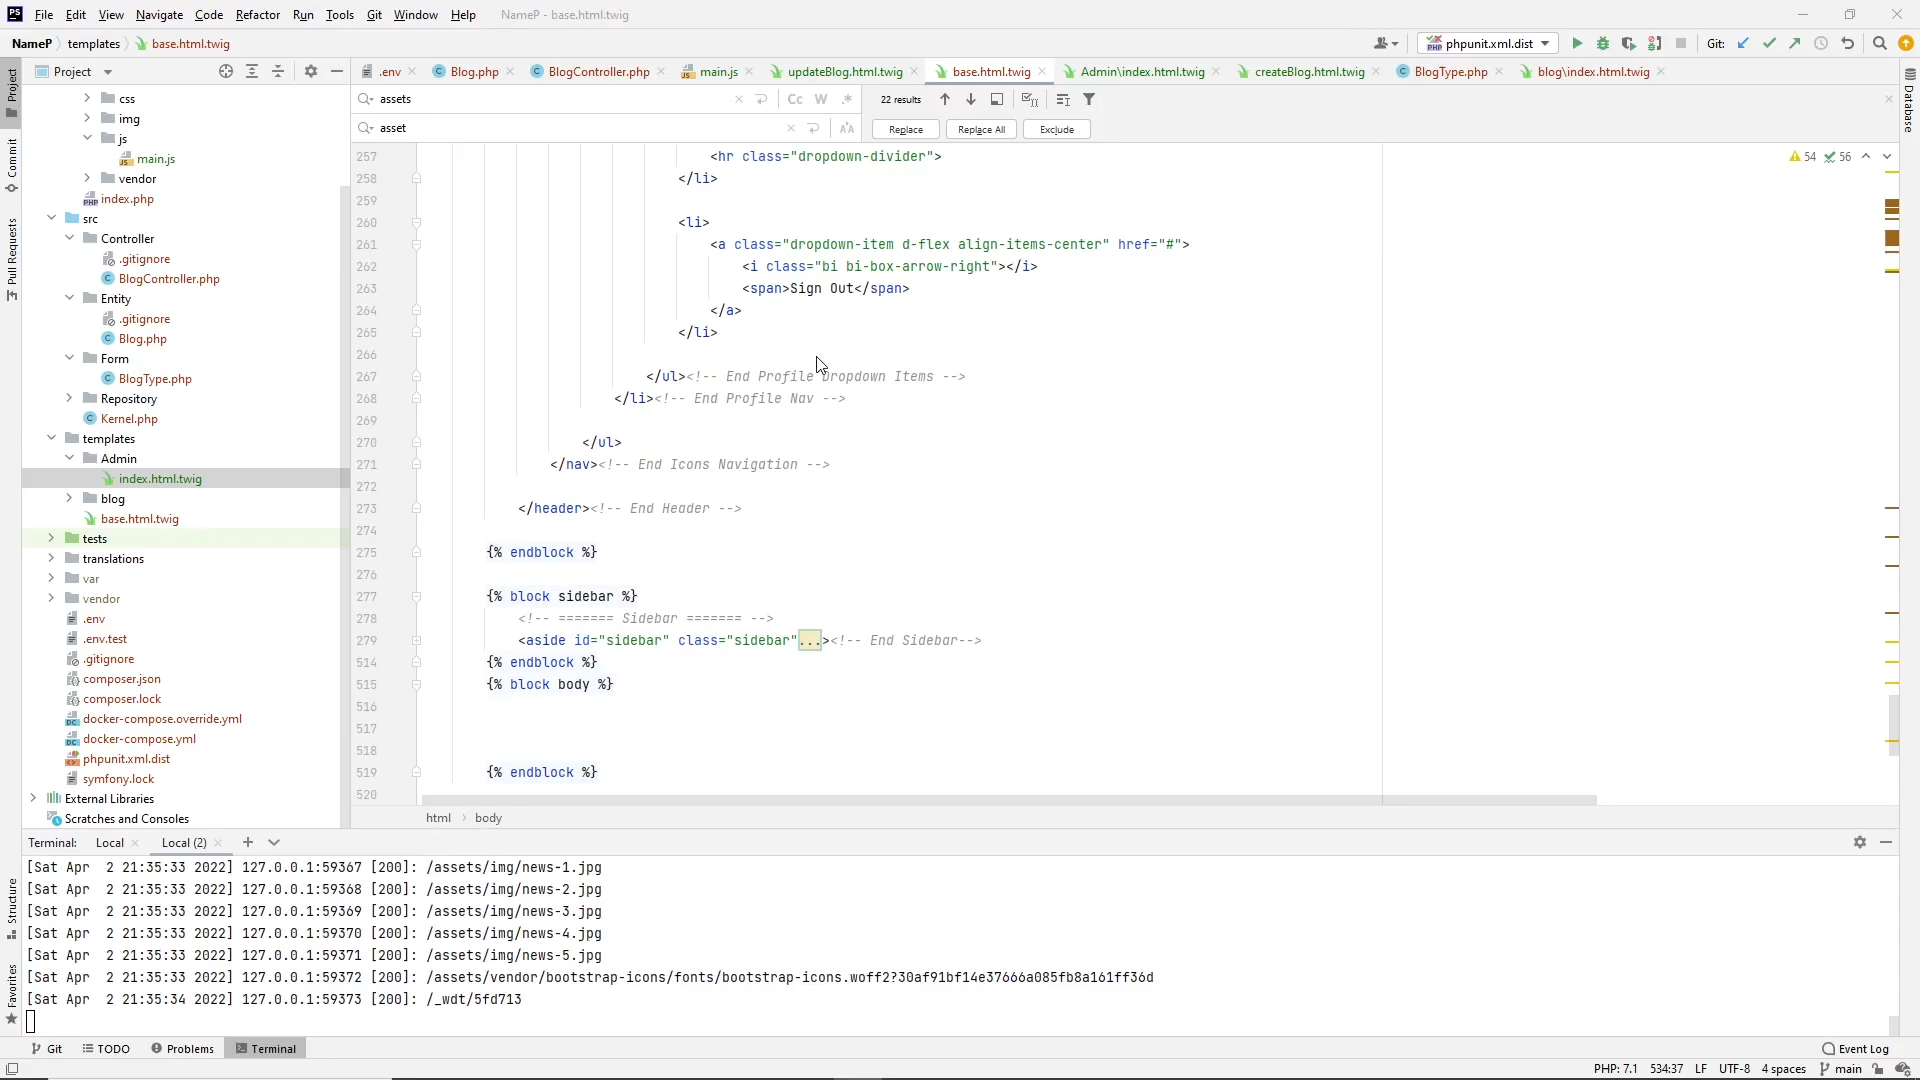 PS File Edit View Navigate Code Refactor Run Tools Git Window Help NameP - base.html.twig
NameP templates base.html.twig phpunit.xml.dist Git:
Project .env Blog.php BlogController.php main.js updateBlog.html.twig base.html.twig Admin\index.html.twig createBlog.html.twig BlogType.php blog\index.html.twig
assets Cc W .* 22 results
asset Replace Replace All Exclude
Project
Commit
Pull Requests
Structure
Favorites
Database
css
img
js
main.js
vendor
index.php
src
Controller
.gitignore
BlogController.php
Entity
.gitignore
Blog.php
Form
BlogType.php
Repository
Kernel.php
templates
Admin
index.html.twig
blog
base.html.twig
tests
translations
var
vendor
.env
.env.test
.gitignore
composer.json
composer.lock
docker-compose.override.yml
docker-compose.yml
phpunit.xml.dist
symfony.lock
External Libraries
Scratches and Consoles
54 56
257 <hr class="dropdown-divider">
258 </li>
259
260 <li>
261 <a class="dropdown-item d-flex align-items-center" href="#">
262 <i class="bi bi-box-arrow-right"></i>
263 <span>Sign Out</span>
264 </a>
265 </li>
266
267 </ul><!-- End Profile Dropdown Items -->
268 </li><!-- End Profile Nav -->
269
270 </ul>
271 </nav><!-- End Icons Navigation -->
272
273 </header><!-- End Header -->
274
275 {% endblock %}
276
277 {% block sidebar %}
278 <!-- ======= Sidebar ======= -->
279 <aside id="sidebar" class="sidebar"...><!-- End Sidebar-->
514 {% endblock %}
515 {% block body %}
516
517
518
519 {% endblock %}
520
html body
Terminal: Local Local (2)
[Sat Apr  2 21:35:33 2022] 127.0.0.1:59367 [200]: /assets/img/news-1.jpg
[Sat Apr  2 21:35:33 2022] 127.0.0.1:59368 [200]: /assets/img/news-2.jpg
[Sat Apr  2 21:35:33 2022] 127.0.0.1:59369 [200]: /assets/img/news-3.jpg
[Sat Apr  2 21:35:33 2022] 127.0.0.1:59370 [200]: /assets/img/news-4.jpg
[Sat Apr  2 21:35:33 2022] 127.0.0.1:59371 [200]: /assets/img/news-5.jpg
[Sat Apr  2 21:35:33 2022] 127.0.0.1:59372 [200]: /assets/vendor/bootstrap-icons/fonts/bootstrap-icons.woff2?30af91bf14e37666a085fb8a161ff36d
[Sat Apr  2 21:35:34 2022] 127.0.0.1:59373 [200]: /_wdt/5fd713
Git TODO Problems Terminal Event Log
PHP: 7.1 534:37 LF UTF-8 4 spaces main